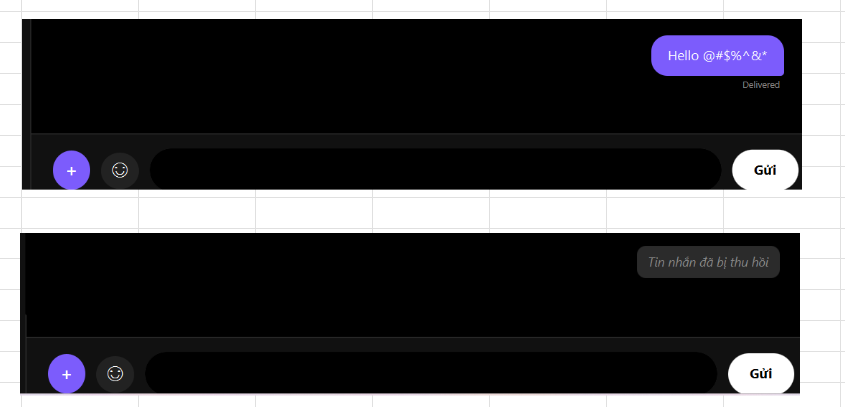 Hello @#$%^&*
Delivered
+
Gửi
Tin nhắn đã bị thu hồi
+
Gửi